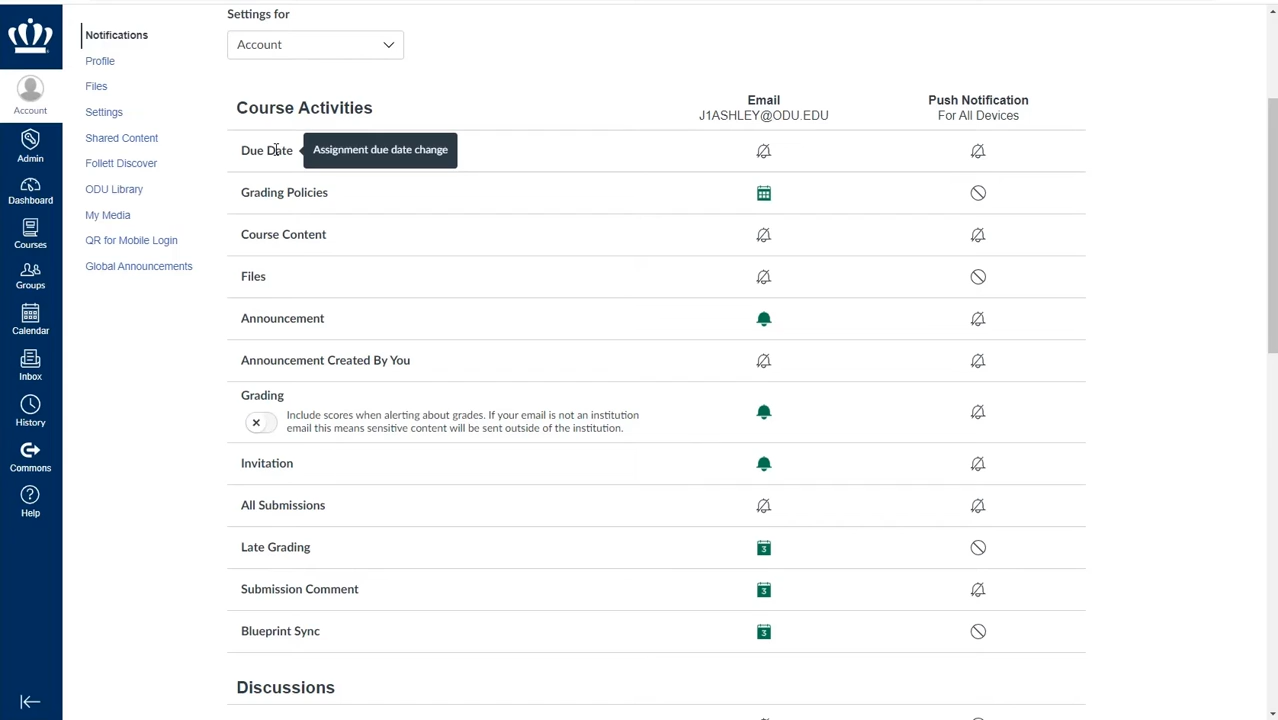 Settings for
Account
Notifications
Profile
Files
Settings
Shared Content
Follett Discover
ODU Library
My Media
QR for Mobile Login
Global Announcements
Account
Admin
Dashboard
Courses
Groups
Calendar
Inbox
History
Commons
Help
Course Activities
Email
J1ASHLEY@ODU.EDU
Push Notification
For All Devices
Due Date
Assignment due date change
Grading Policies
Course Content
Files
Announcement
Announcement Created By You
Grading
Include scores when alerting about grades. If your email is not an institution
email this means sensitive content will be sent outside of the institution.
Invitation
All Submissions
Late Grading
3
Submission Comment
3
Blueprint Sync
3
Discussions